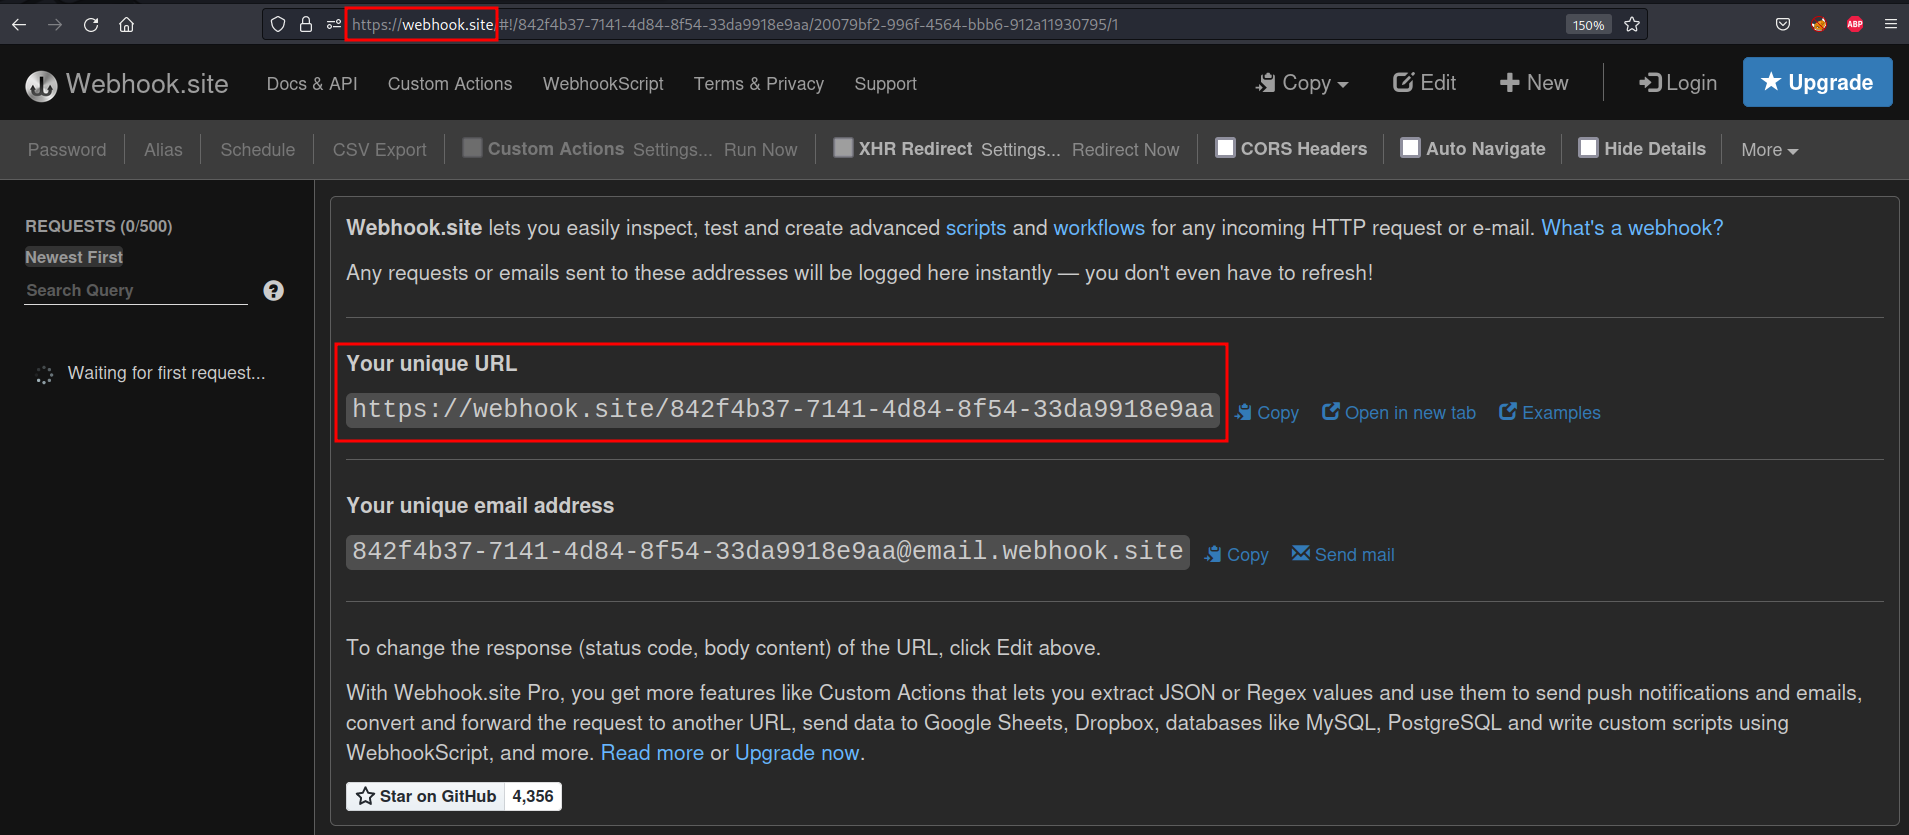 https://webhook.site/#!/842f4b37-7141-4d84-8f54-33da9918e9aa/20079bf2-996f-4564-bbb6-912a11930795/1 150% ABP
Webhook.site Docs & API Custom Actions WebhookScript Terms & Privacy Support Copy Edit New Login Upgrade
Password Alias Schedule CSV Export Custom Actions Settings... Run Now XHR Redirect Settings... Redirect Now CORS Headers Auto Navigate Hide Details More
REQUESTS (0/500)
Newest First
Search Query ?
Waiting for first request...
Webhook.site lets you easily inspect, test and create advanced scripts and workflows for any incoming HTTP request or e-mail. What's a webhook?
Any requests or emails sent to these addresses will be logged here instantly — you don't even have to refresh!
Your unique URL
https://webhook.site/842f4b37-7141-4d84-8f54-33da9918e9aa Copy Open in new tab Examples
Your unique email address
842f4b37-7141-4d84-8f54-33da9918e9aa@email.webhook.site Copy Send mail
To change the response (status code, body content) of the URL, click Edit above.
With Webhook.site Pro, you get more features like Custom Actions that lets you extract JSON or Regex values and use them to send push notifications and emails,
convert and forward the request to another URL, send data to Google Sheets, Dropbox, databases like MySQL, PostgreSQL and write custom scripts using
WebhookScript, and more. Read more or Upgrade now.
Star on GitHub 4,356